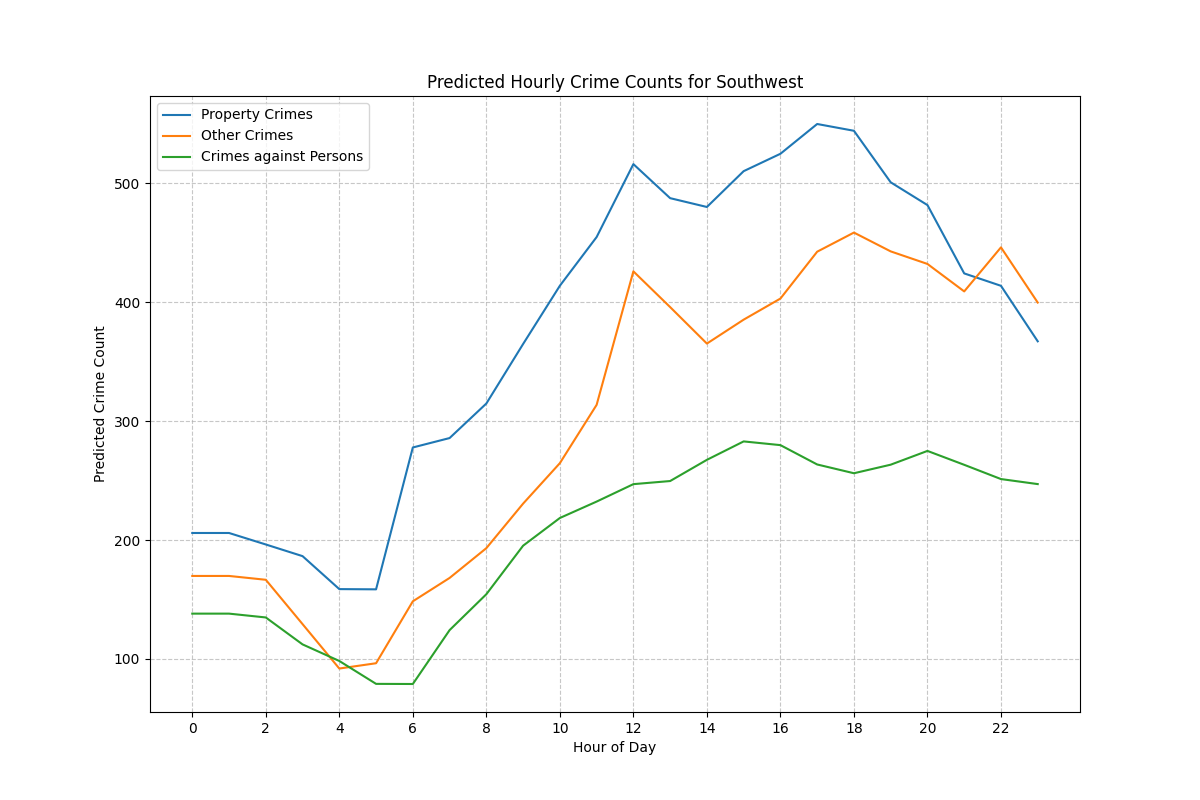 Predicted Hourly Crime Counts for Southwest
Property Crimes
Other Crimes
Crimes against Persons
Predicted Crime Count
500
400
300
200
100
0 2 4 6 8 10 12 14 16 18 20 22
Hour of Day